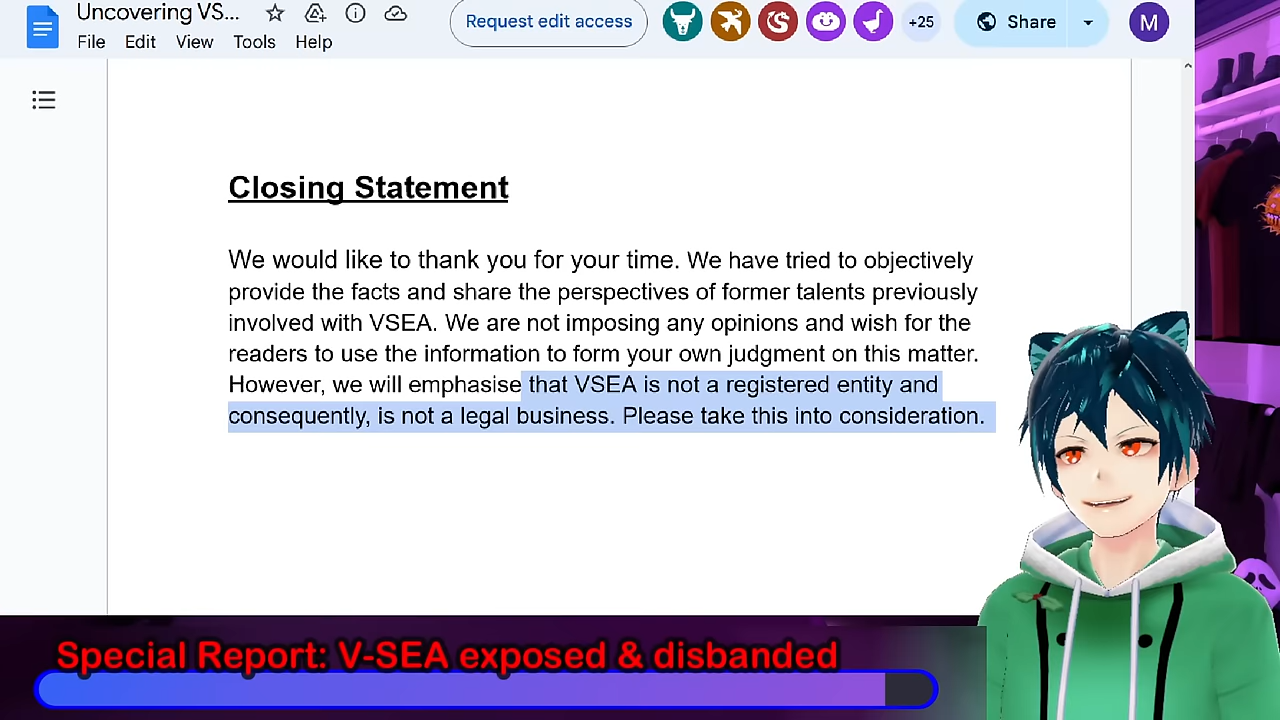 Uncovering VS...
Request edit access
+25
Share
M
File Edit View Tools Help
Closing Statement
We would like to thank you for your time. We have tried to objectively
provide the facts and share the perspectives of former talents previously
involved with VSEA. We are not imposing any opinions and wish for the
readers to use the information to form your own judgment on this matter.
However, we will emphasise that VSEA is not a registered entity and
consequently, is not a legal business. Please take this into consideration.
Special Report: V-SEA exposed & disbanded